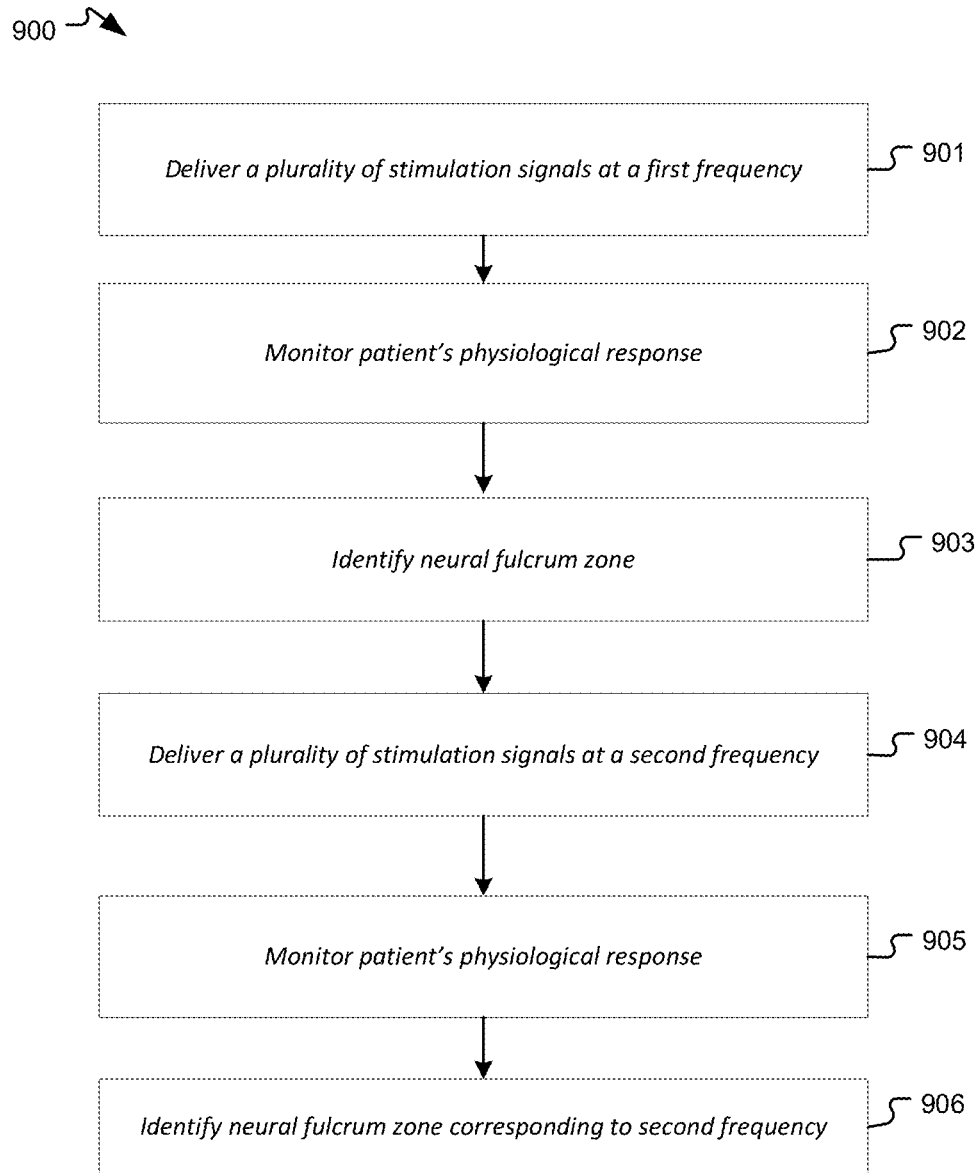 900
Deliver a plurality of stimulation signals at a first frequency
901
Monitor patient's physiological response
902
Identify neural fulcrum zone
903
Deliver a plurality of stimulation signals at a second frequency
904
Monitor patient's physiological response
905
Identify neural fulcrum zone corresponding to second frequency
906